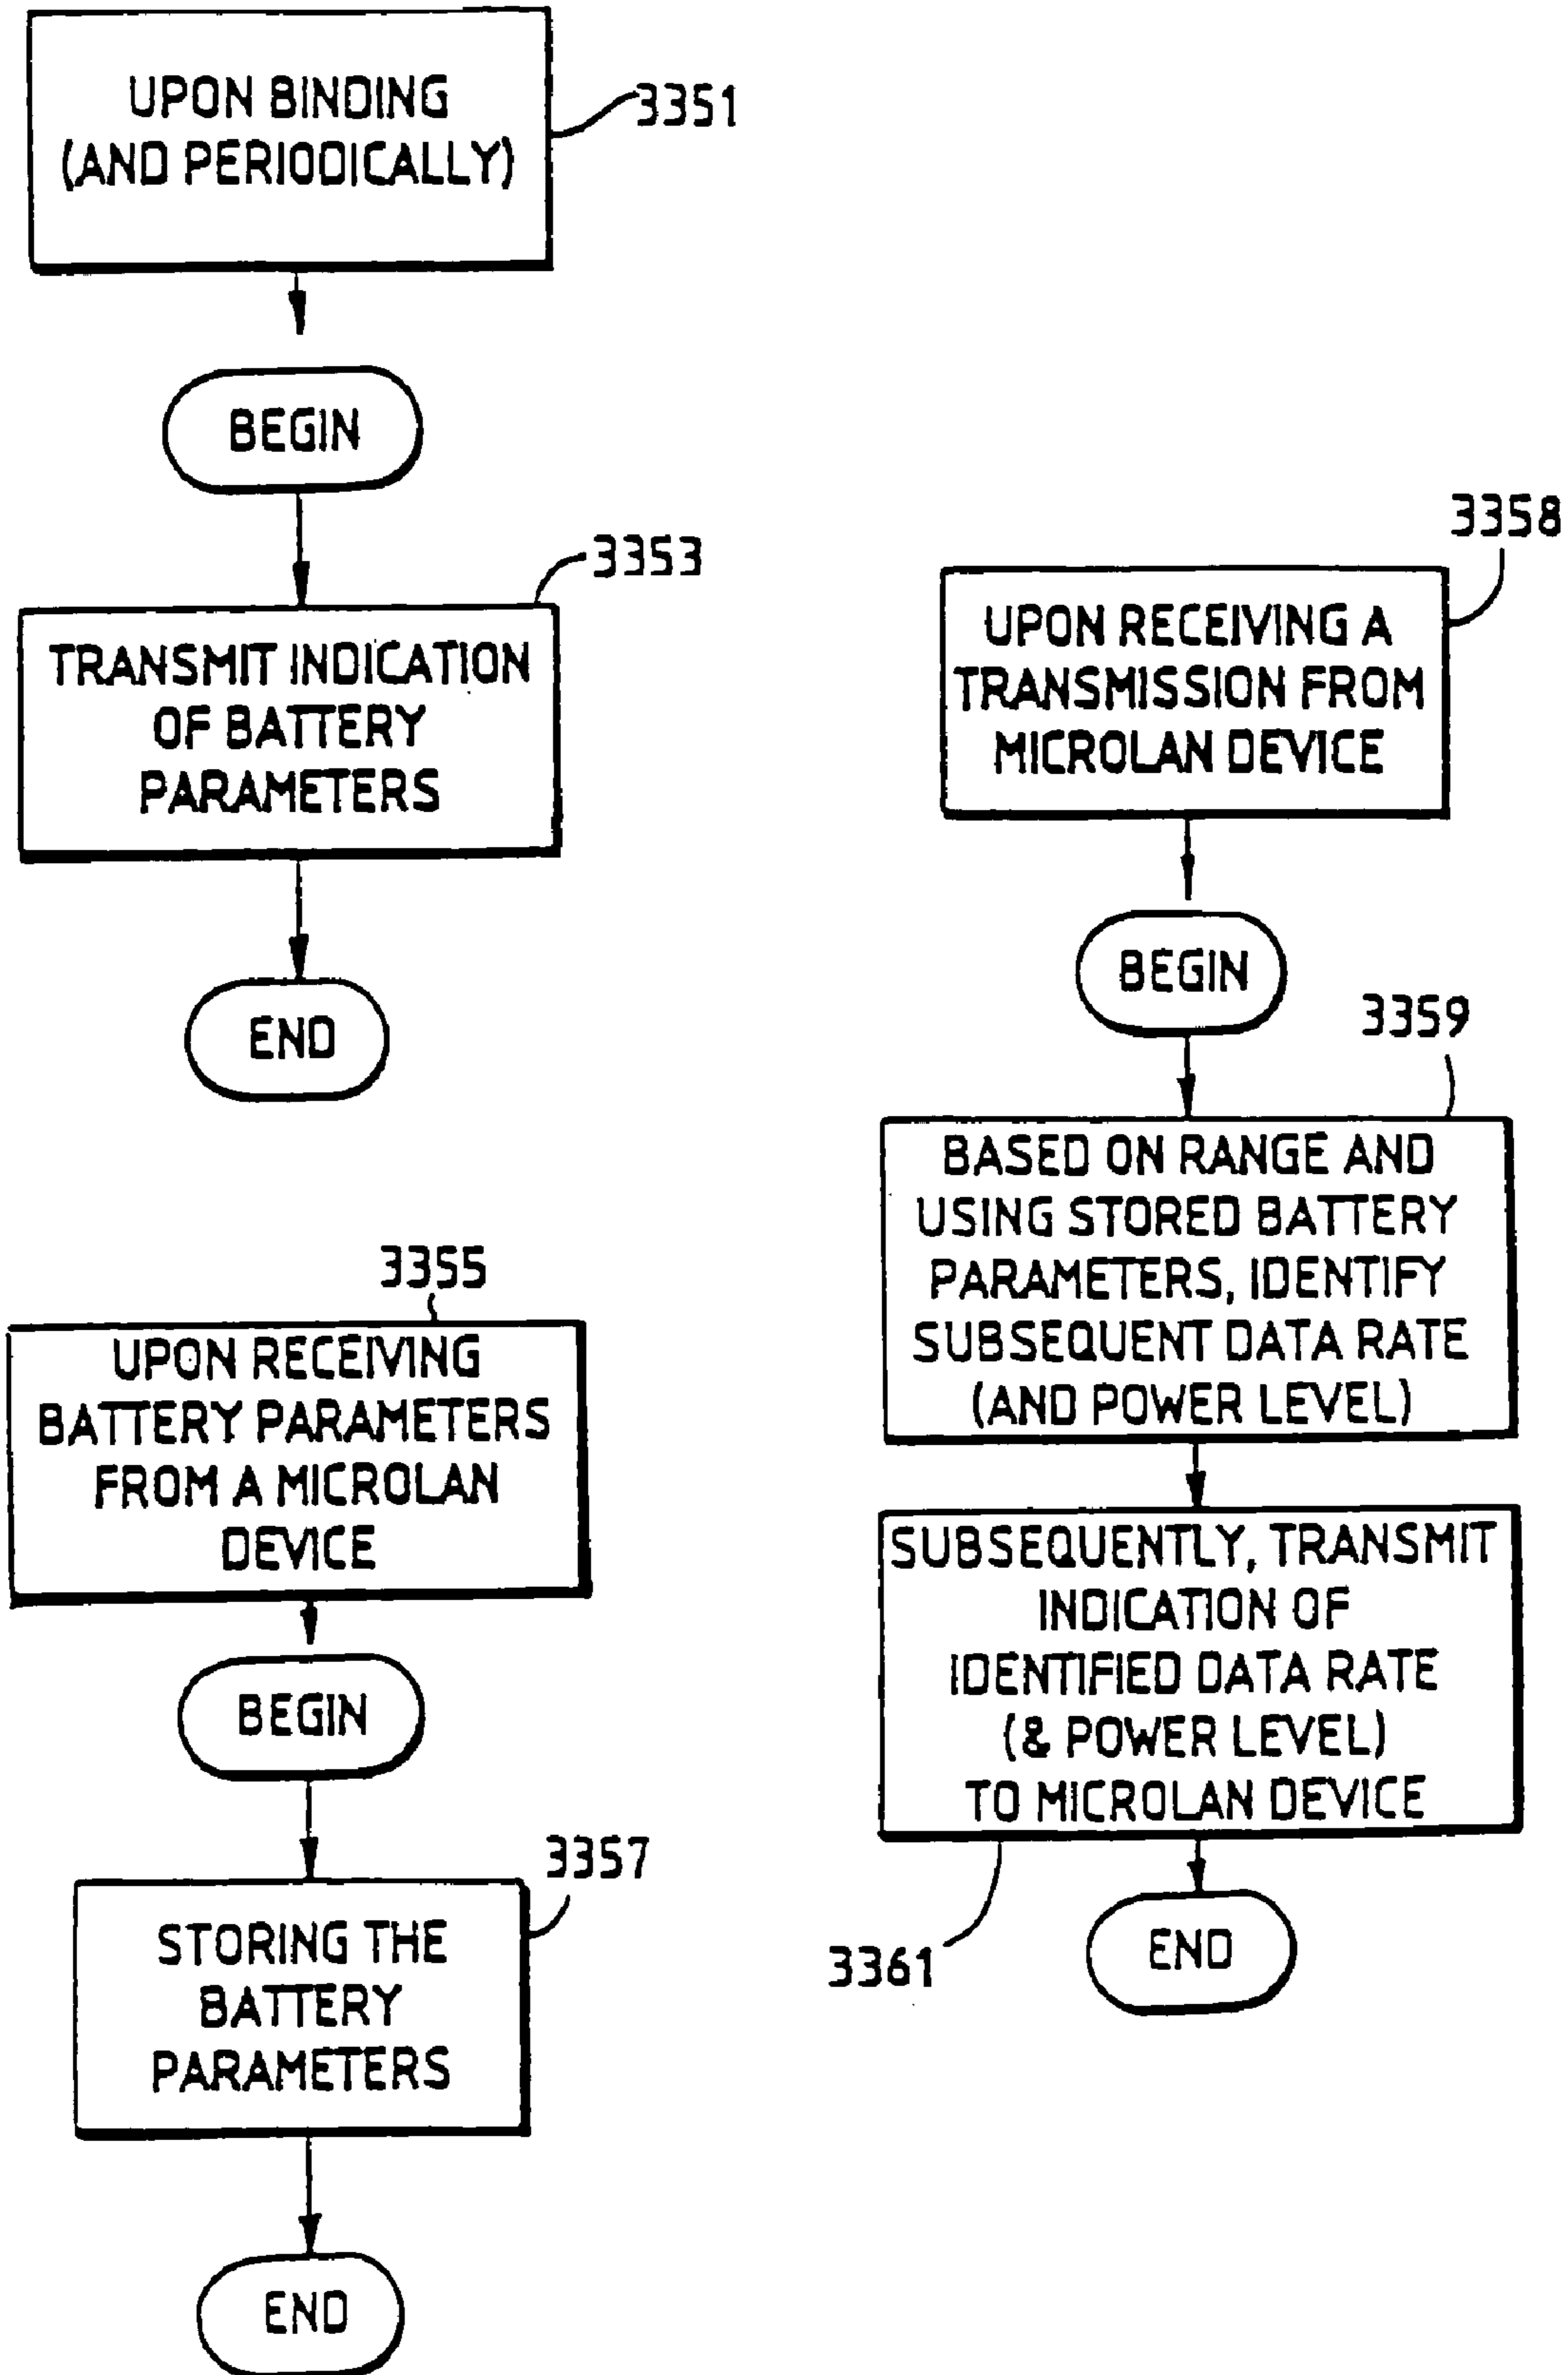 UPON BINDING
(AND PERIODICALLY)
3351
BEGIN
3353
TRANSMIT INDICATION
OF BATTERY
PARAMETERS
END
3355
UPON RECEIVING
BATTERY PARAMETERS
FROM A MICROLAN
DEVICE
BEGIN
3357
STORING THE
BATTERY
PARAMETERS
END
3358
UPON RECEIVING A
TRANSMISSION FROM
MICROLAN DEVICE
BEGIN
3359
BASED ON RANGE AND
USING STORED BATTERY
PARAMETERS, IDENTIFY
SUBSEQUENT DATA RATE
(AND POWER LEVEL)
SUBSEQUENTLY, TRANSMIT
INDICATION OF
IDENTIFIED DATA RATE
(& POWER LEVEL)
TO MICROLAN DEVICE
3361
END